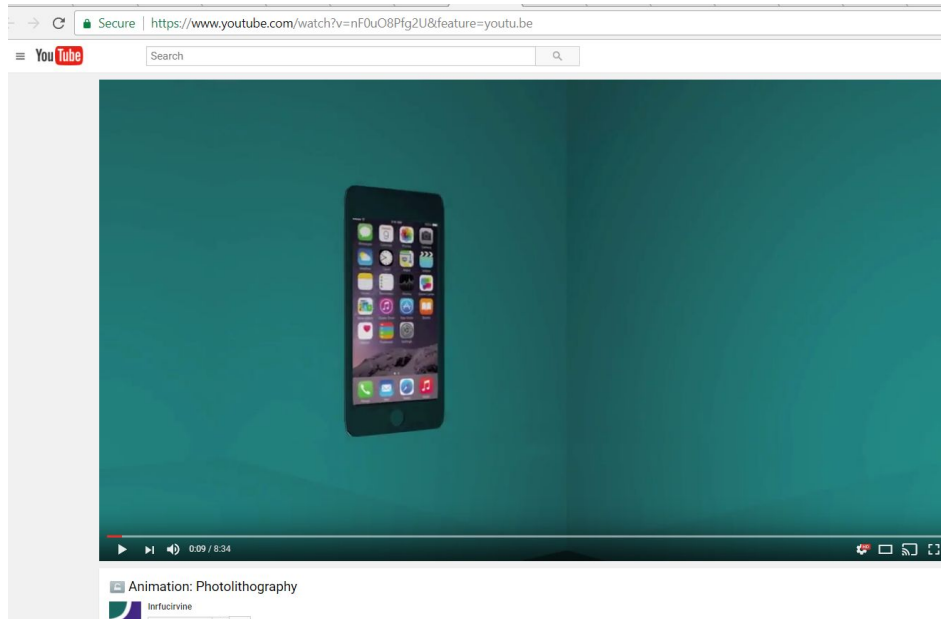 Secure | https://www.youtube.com/watch?v=nF0uO8Pfg2U&feature=youtu.be
YouTube
Search
0:09 / 8:34
HD
Animation: Photolithography
Inrfucirvine